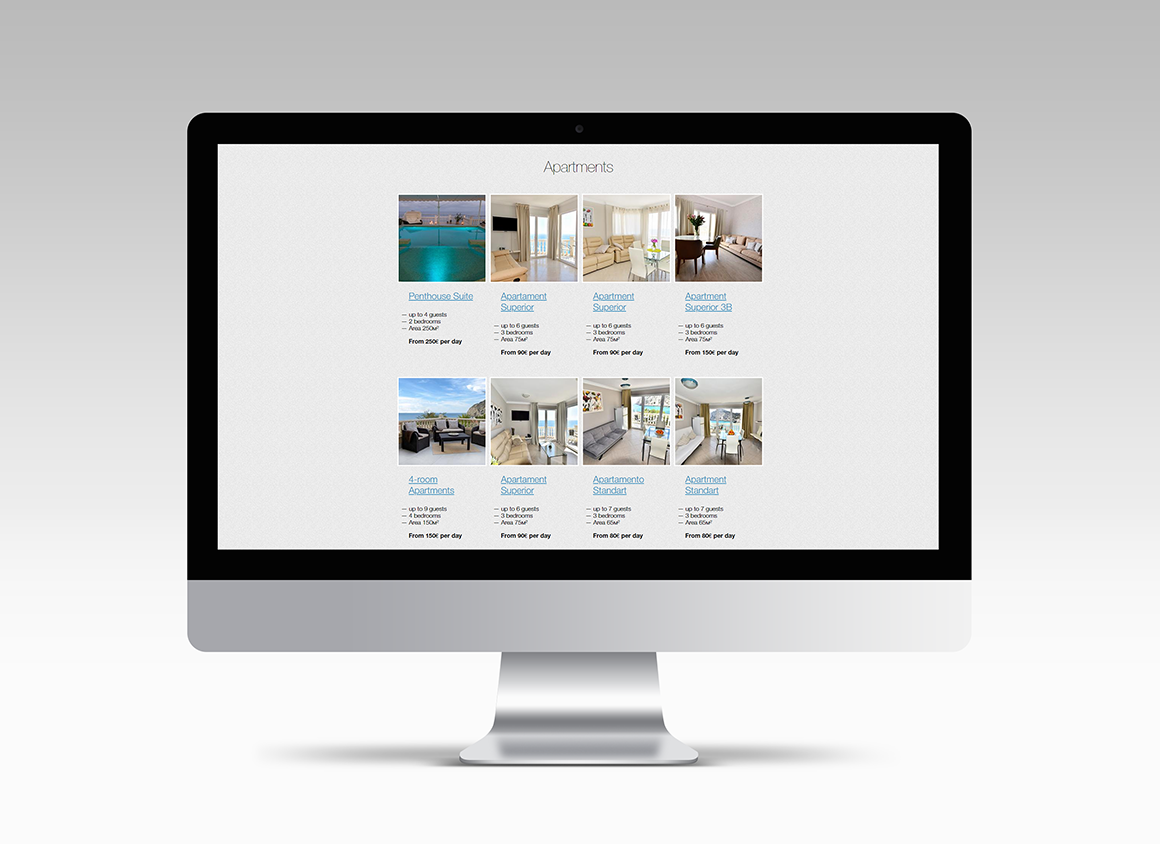 Apartments
Penthouse Suite
— up to 4 guests
— 2 bedrooms
— Area 250м²
From 250€ per day
Apartament
Superior
— up to 6 guests
— 3 bedrooms
— Area 75м²
From 90€ per day
Apartment
Superior
— up to 6 guests
— 3 bedrooms
— Area 75м²
From 90€ per day
Apartment
Superior 3B
— up to 6 guests
— 3 bedrooms
— Area 75м²
From 150€ per day
4-room
Apartments
— up to 9 guests
— 4 bedrooms
— Area 150м²
From 150€ per day
Apartament
Superior
— up to 6 guests
— 3 bedrooms
— Area 75м²
From 90€ per day
Apartamento
Standart
— up to 7 guests
— 3 bedrooms
— Area 65м²
From 80€ per day
Apartment
Standart
— up to 7 guests
— 3 bedrooms
— Area 65м²
From 80€ per day